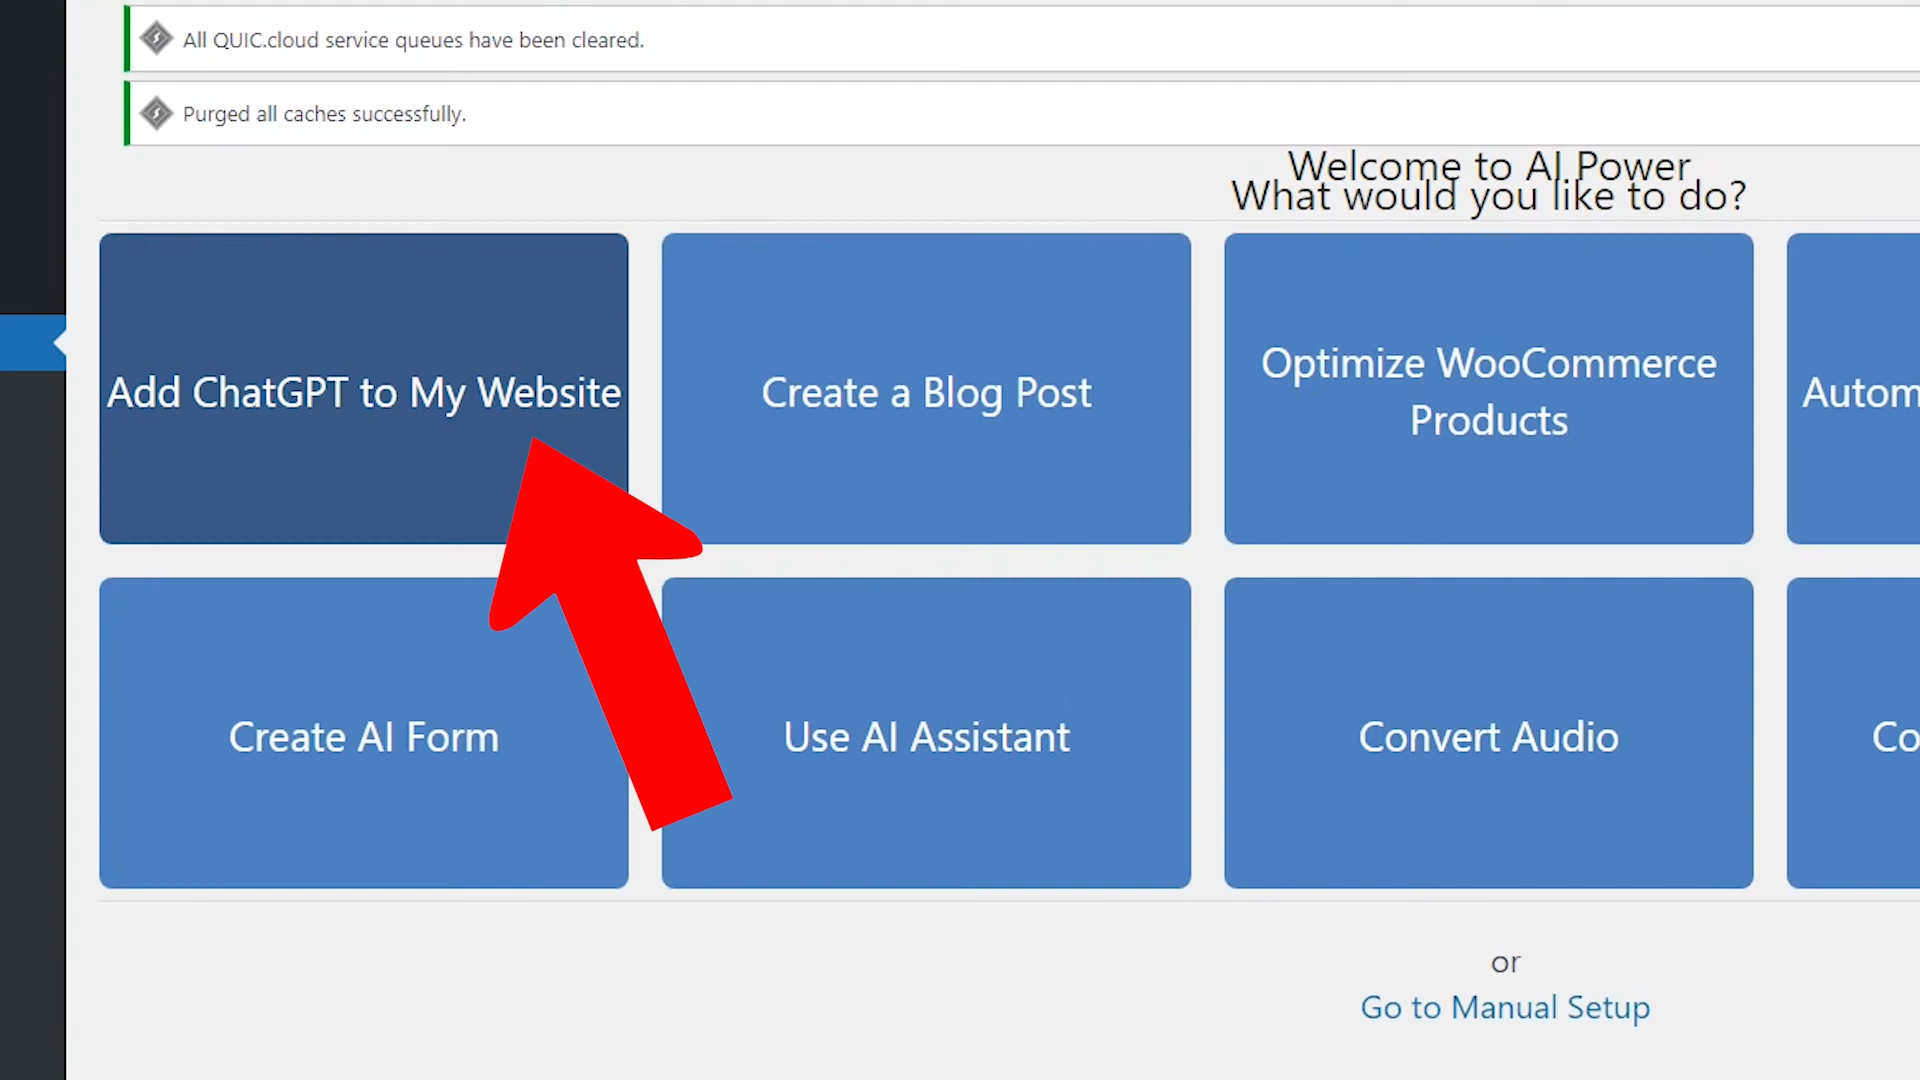 All QUIC.cloud service queues have been cleared.
Purged all caches successfully.
Welcome to AI Power
What would you like to do?
Add ChatGPT to My Website
Create a Blog Post
Optimize WooCommerce
Products
Autom
Create AI Form
Use AI Assistant
Convert Audio
Co
or
Go to Manual Setup